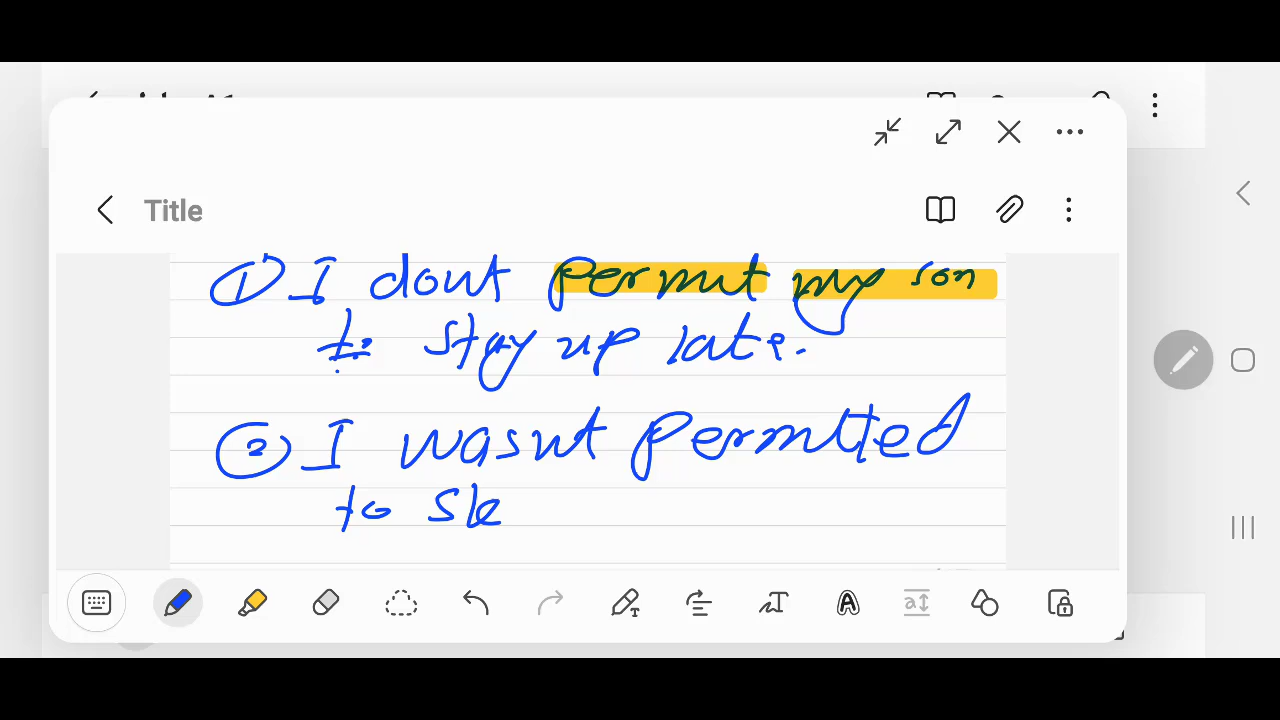 Title
① I dont permit my son
to stay up late.
② I wasnt permitted
to sle